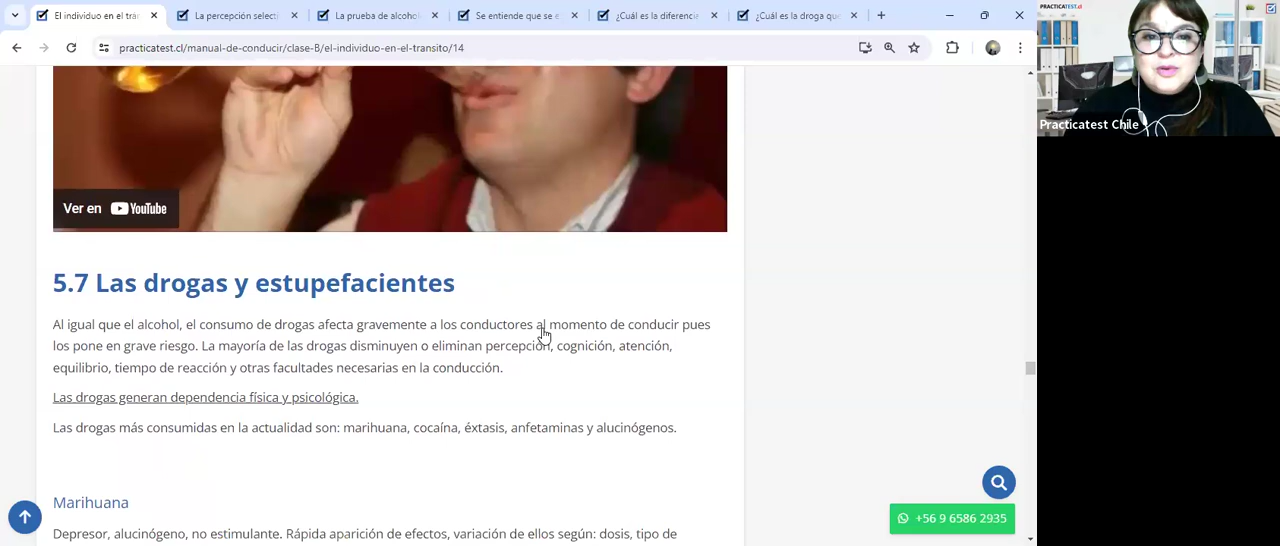 El individuo en el tran
La percepción selecti
La prueba de alcohol
Se entiende que se e
¿Cuál es la diferencie
¿Cuál es la droga qu
practicatest.cl/manual-de-conducir/clase-B/el-individuo-en-el-transito/14
PRACTICATEST.cl
Practicatest Chile
Ver en YouTube
5.7 Las drogas y estupefacientes
Al igual que el alcohol, el consumo de drogas afecta gravemente a los conductores al momento de conducir pues
los pone en grave riesgo. La mayoría de las drogas disminuyen o eliminan percepción, cognición, atención,
equilibrio, tiempo de reacción y otras facultades necesarias en la conducción.
Las drogas generan dependencia física y psicológica.
Las drogas más consumidas en la actualidad son: marihuana, cocaína, éxtasis, anfetaminas y alucinógenos.
Marihuana
Depresor, alucinógeno, no estimulante. Rápida aparición de efectos, variación de ellos según: dosis, tipo de
+56 9 6586 2935